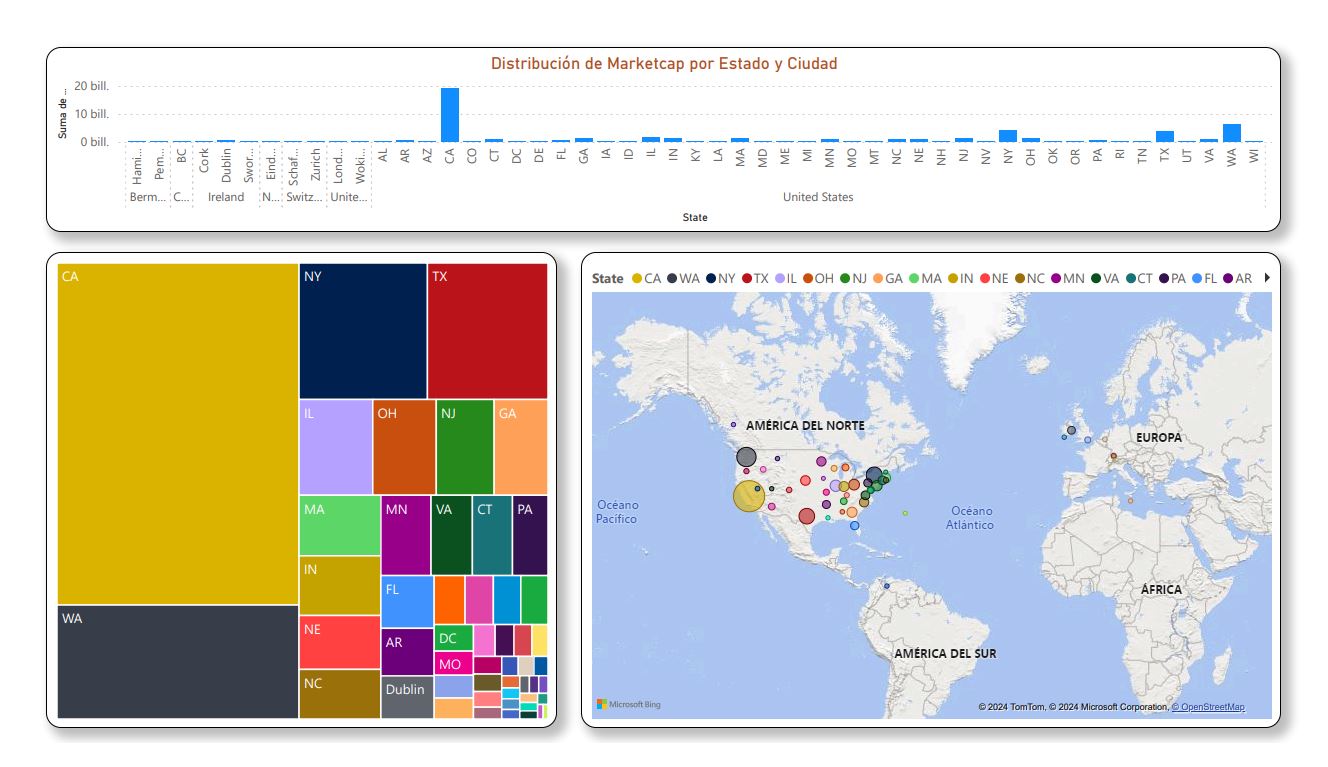 Distribución de Marketcap por Estado y Ciudad
Suma de ...
20 bill.
10 bill.
0 bill.
Hami... Pem... BC Cork Dublin Swor... Eind... Schaf... Zurich Lond... Woki... AL AR AZ CA CO CT DC DE FL GA IA ID IL IN KY LA MA MD ME MI MN MO MT NC NE NH NJ NV NY OH OK OR PA RI TN TX UT VA WA WI
Berm... C... Ireland N... Switz... Unite... United States
State
CA
WA
NY
TX
IL
OH
NJ
GA
MA
MN
VA
CT
PA
IN
FL
NE
AR
DC
MO
NC
Dublin
State CA WA NY TX IL OH NJ GA MA IN NE NC MN VA CT PA FL AR
AMÉRICA DEL NORTE
EUROPA
Océano
Pacífico
Océano
Atlántico
ÁFRICA
AMÉRICA DEL SUR
Microsoft Bing
© 2024 TomTom, © 2024 Microsoft Corporation, © OpenStreetMap